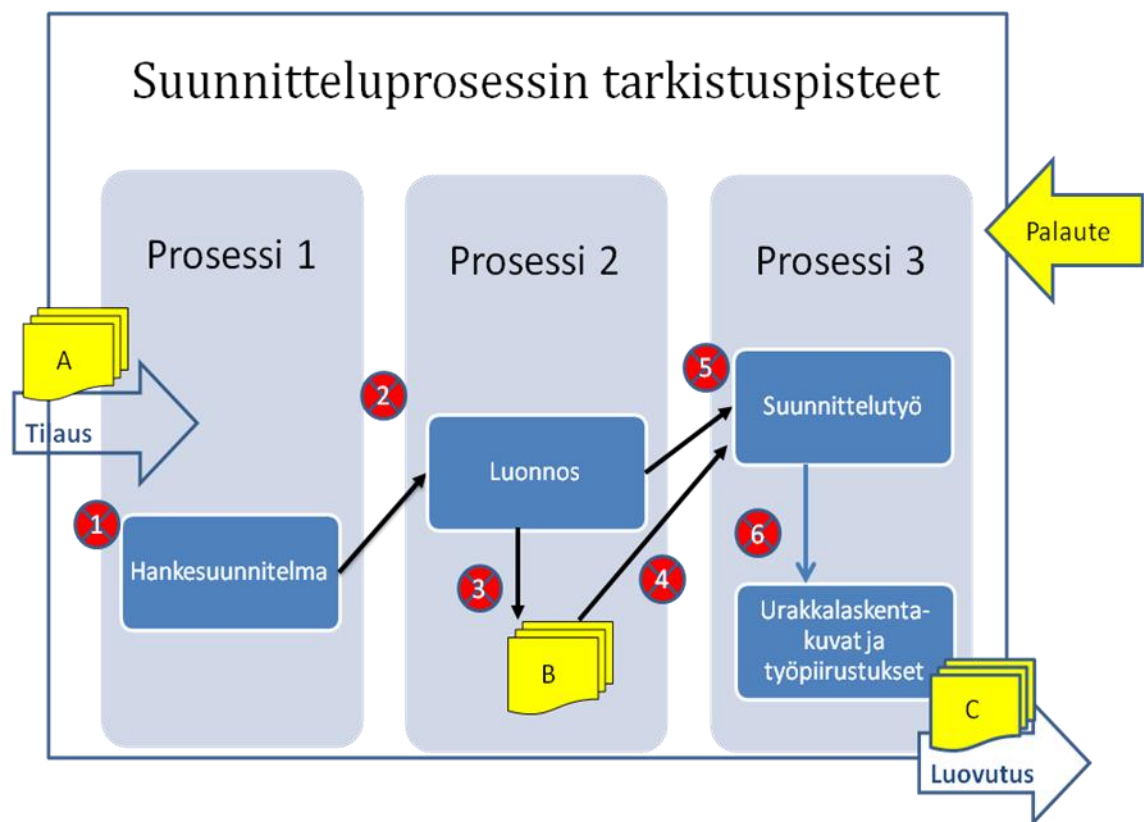 Suunnitteluprosessin tarkistuspisteet
Prosessi 1
Prosessi 2
Prosessi 3
Palaute
A
Tilaus
1
Hankesuunnitelma
2
Luonnos
3
B
4
5
Suunnittelutyö
6
Urakkalaskenta-
kuvat ja
työpiirustukset
C
Luovutus